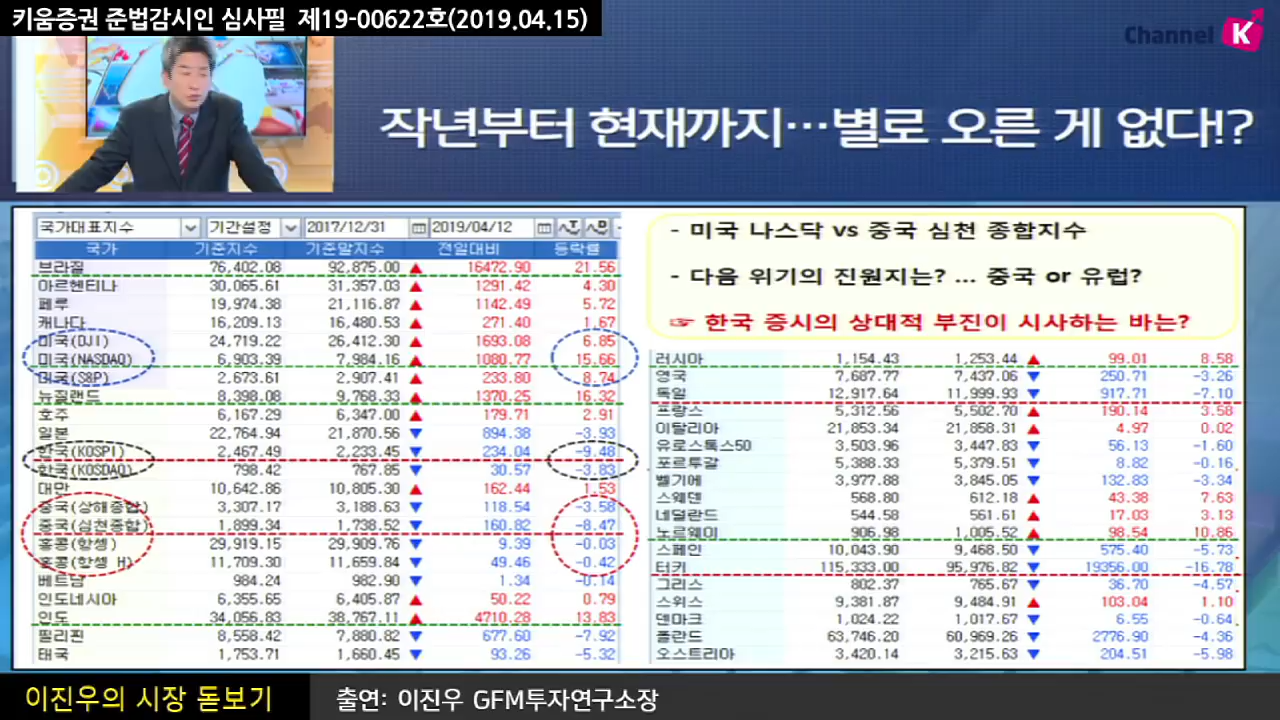 키움증권 준법감시인 심사필 제19-00622호(2019.04.15)
Channel K
작년부터 현재까지…별로 오른 게 없다!?
국가대표지수 기간설정 2017/12/31 2019/04/12
국가 기준지수 기준말지수 전일대비 등락률
브라질 76,402.08 92,875.00 ▲ 16472.90 21.56
아르헨티나 30,065.61 31,357.03 ▲ 1291.42 4.30
페루 19,974.38 21,116.87 ▲ 1142.49 5.72
캐나다 16,209.13 16,480.53 ▲ 271.40 1.67
미국(DJI) 24,719.22 26,412.30 ▲ 1693.08 6.85
미국(NASDAQ) 6,903.39 7,984.16 ▲ 1080.77 15.66
미국(S&P) 2,673.61 2,907.41 ▲ 233.80 8.74
뉴질랜드 8,398.08 9,768.33 ▲ 1370.25 16.32
호주 6,167.29 6,347.00 ▲ 179.71 2.91
일본 22,764.94 21,870.56 ▼ 894.38 -3.93
한국(KOSPI) 2,467.49 2,233.45 ▼ 234.04 -9.48
한국(KOSDAQ) 798.42 767.85 ▼ 30.57 -3.83
대만 10,642.86 10,805.30 ▲ 162.44 1.53
중국(상해종합) 3,307.17 3,188.63 ▼ 118.54 -3.58
중국(심천종합) 1,899.34 1,738.52 ▼ 160.82 -8.47
홍콩(항셍) 29,919.15 29,909.76 ▼ 9.39 -0.03
홍콩(항셍 H) 11,709.30 11,659.84 ▼ 49.46 -0.42
베트남 984.24 982.90 ▼ 1.34 -0.14
인도네시아 6,355.65 6,405.87 ▲ 50.22 0.79
인도 34,056.83 38,767.11 ▲ 4710.28 13.83
필리핀 8,558.42 7,880.82 ▼ 677.60 -7.92
태국 1,753.71 1,660.45 ▼ 93.26 -5.32
- 미국 나스닥 vs 중국 심천 종합지수
- 다음 위기의 진원지는? ... 중국 or 유럽?
☞ 한국 증시의 상대적 부진이 시사하는 바는?
러시아 1,154.43 1,253.44 ▲ 99.01 8.58
영국 7,687.77 7,437.06 ▼ 250.71 -3.26
독일 12,917.64 11,999.93 ▼ 917.71 -7.10
프랑스 5,312.56 5,502.70 ▲ 190.14 3.58
이탈리아 21,853.34 21,858.31 ▲ 4.97 0.02
유로스톡스50 3,503.96 3,447.83 ▼ 56.13 -1.60
포르투갈 5,388.33 5,379.51 ▼ 8.82 -0.16
벨기에 3,977.88 3,845.05 ▼ 132.83 -3.34
스웨덴 568.80 612.18 ▲ 43.38 7.63
네덜란드 544.58 561.61 ▲ 17.03 3.13
노르웨이 906.98 1,005.52 ▲ 98.54 10.86
스페인 10,043.90 9,468.50 ▼ 575.40 -5.73
터키 115,333.00 95,976.82 ▼ 19356.00 -16.78
그리스 802.37 765.67 ▼ 36.70 -4.57
스위스 9,381.87 9,484.91 ▲ 103.04 1.10
덴마크 1,024.22 1,017.67 ▼ 6.55 -0.64
폴란드 63,746.20 60,969.26 ▼ 2776.90 -4.36
오스트리아 3,420.14 3,215.63 ▼ 204.51 -5.98
이진우의 시장 돋보기
출연: 이진우 GFM투자연구소장